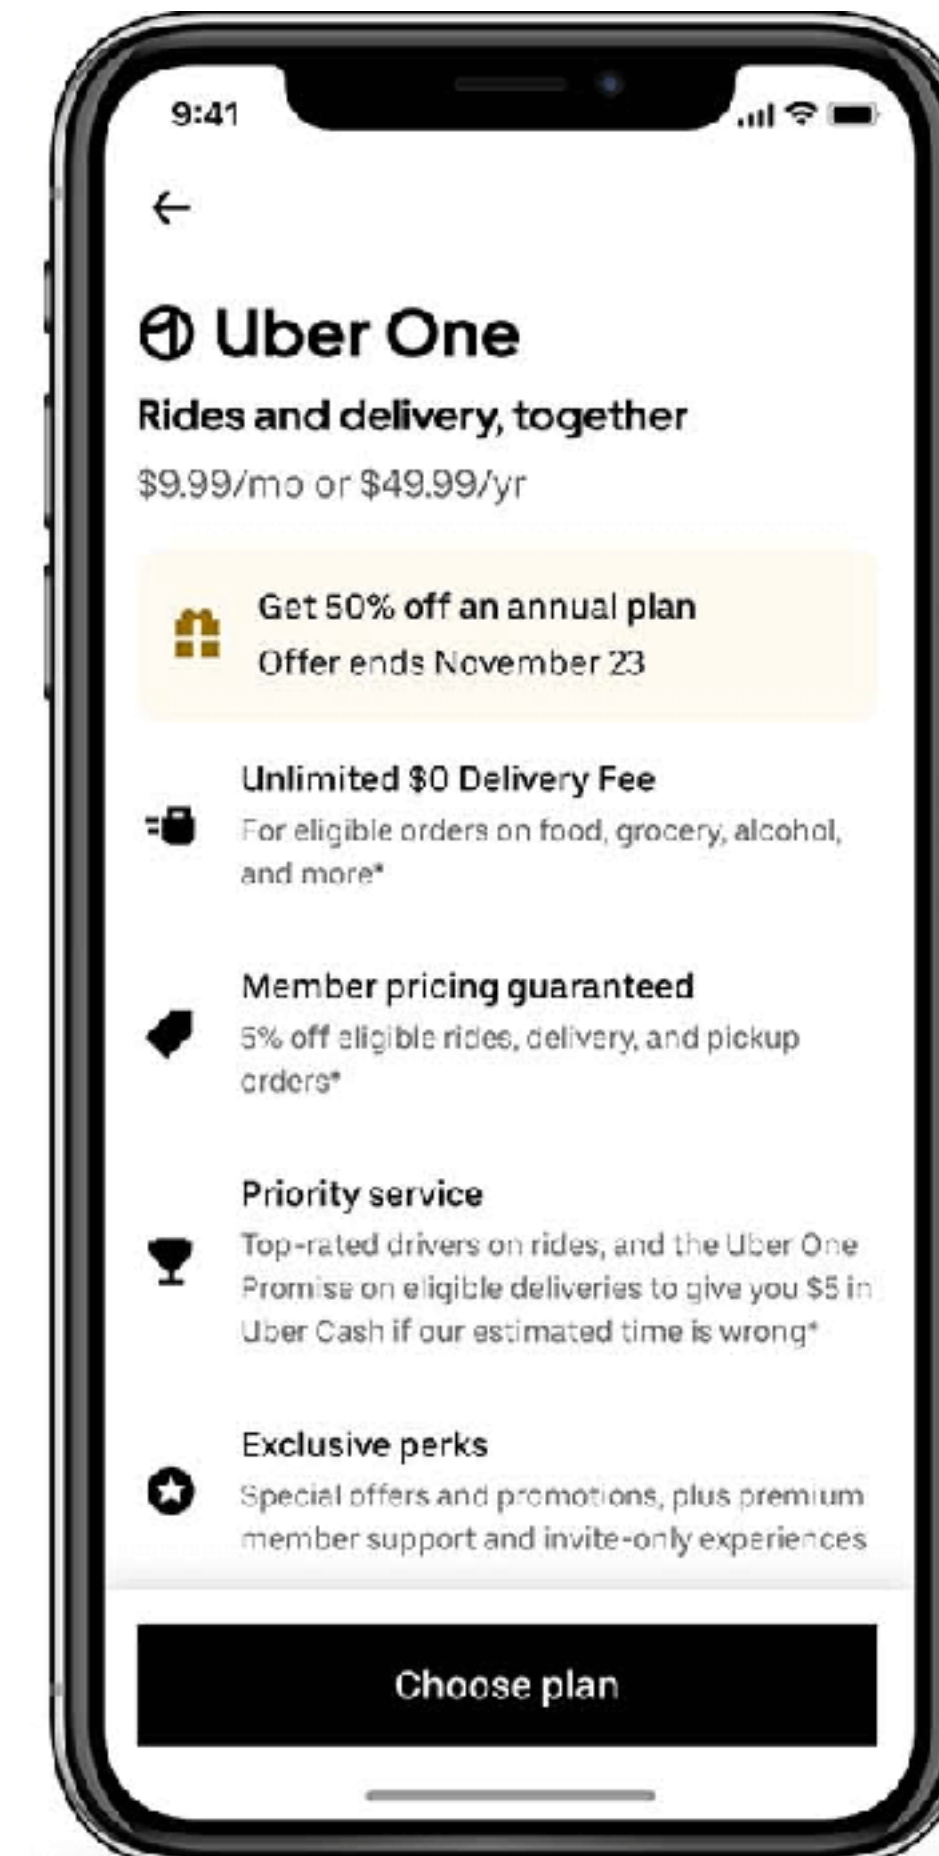 9:41
Uber One
Rides and delivery, together
$9.99/mo or $49.99/yr
Get 50% off an annual plan
Offer ends November 23
Unlimited $0 Delivery Fee
For eligible orders on food, grocery, alcohol,
and more*
Member pricing guaranteed
5% off eligible rides, delivery, and pickup
orders*
Priority service
Top-rated drivers on rides, and the Uber One
Promise on eligible deliveries to give you $5 in
Uber Cash if our estimated time is wrong*
Exclusive perks
Special offers and promotions, plus premium
member support and invite-only experiences
Choose plan